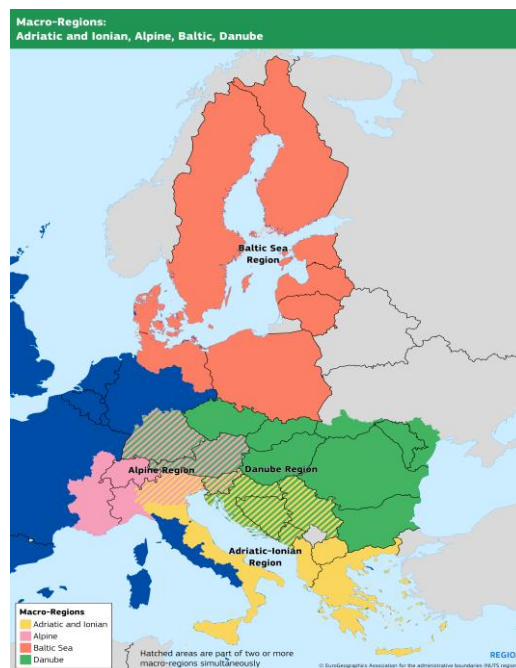 Macro-Regions:
Adriatic and Ionian, Alpine, Baltic, Danube
Baltic Sea
Region
Alpine Region
Danube Region
Adriatic-Ionian
Region
Macro-Regions
Adriatic and Ionian
Alpine
Baltic Sea
Danube
Hatched areas are part of two or more
macro-regions simultaneously
REGIO
© EuroGeographics Association for the administrative boundaries (NUTS regions